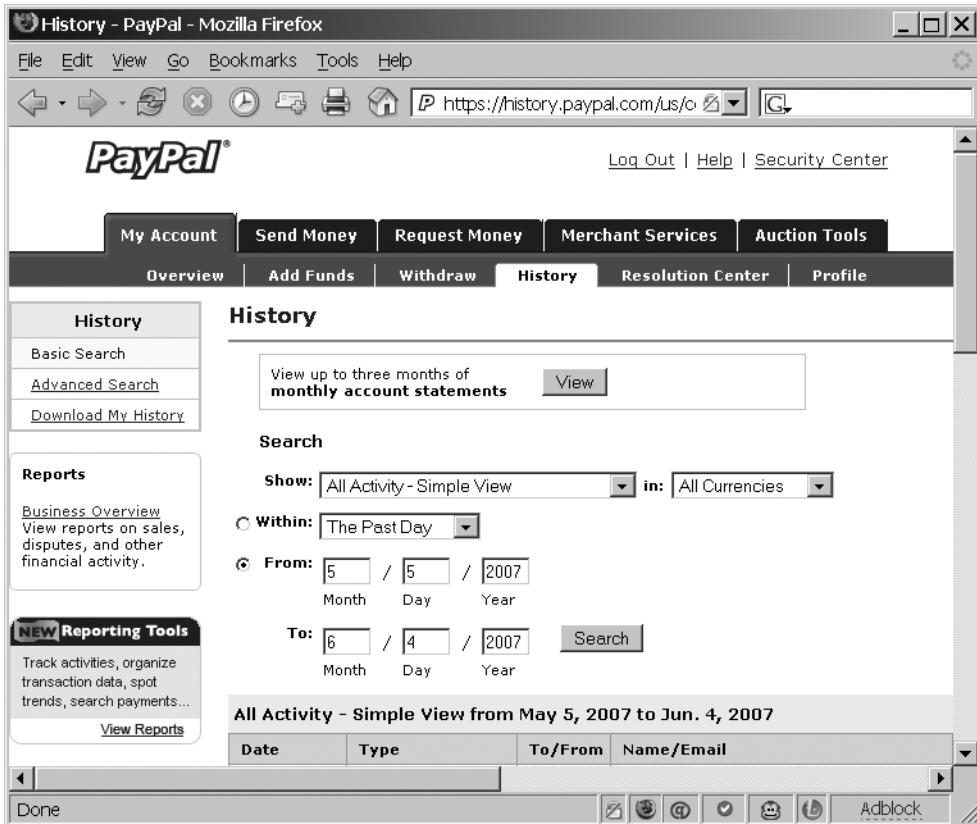 History - PayPal - Mozilla Firefox
File Edit View Go Bookmarks Tools Help
https://history.paypal.com/us/c
G
PayPal®
Log Out | Help | Security Center
My Account Send Money Request Money Merchant Services Auction Tools
Overview Add Funds Withdraw History Resolution Center Profile
History
Basic Search
Advanced Search
Download My History
Reports
Business Overview
View reports on sales,
disputes, and other
financial activity.
NEW Reporting Tools
Track activities, organize
transaction data, spot
trends, search payments...
View Reports
History
View up to three months of
monthly account statements
View
Search
Show: All Activity - Simple View in: All Currencies
Within: The Past Day
From: 5 / 5 / 2007
Month Day Year
To: 6 / 4 / 2007 Search
Month Day Year
All Activity - Simple View from May 5, 2007 to Jun. 4, 2007
Date Type To/From Name/Email
Done Adblock